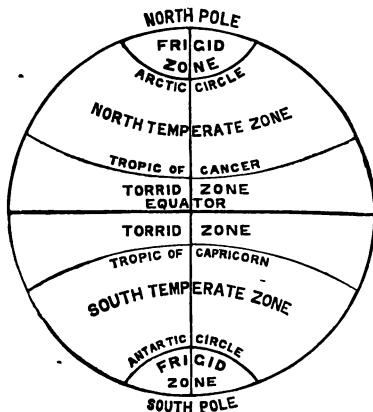 NORTH POLE
FRIGID
ZONE
ARCTIC CIRCLE
NORTH TEMPERATE ZONE
TROPIC OF CANCER
TORRID ZONE
EQUATOR
TORRID ZONE
TROPIC OF CAPRICORN
SOUTH TEMPERATE ZONE
ANTARTIC CIRCLE
FRIGID
ZONE
SOUTH POLE